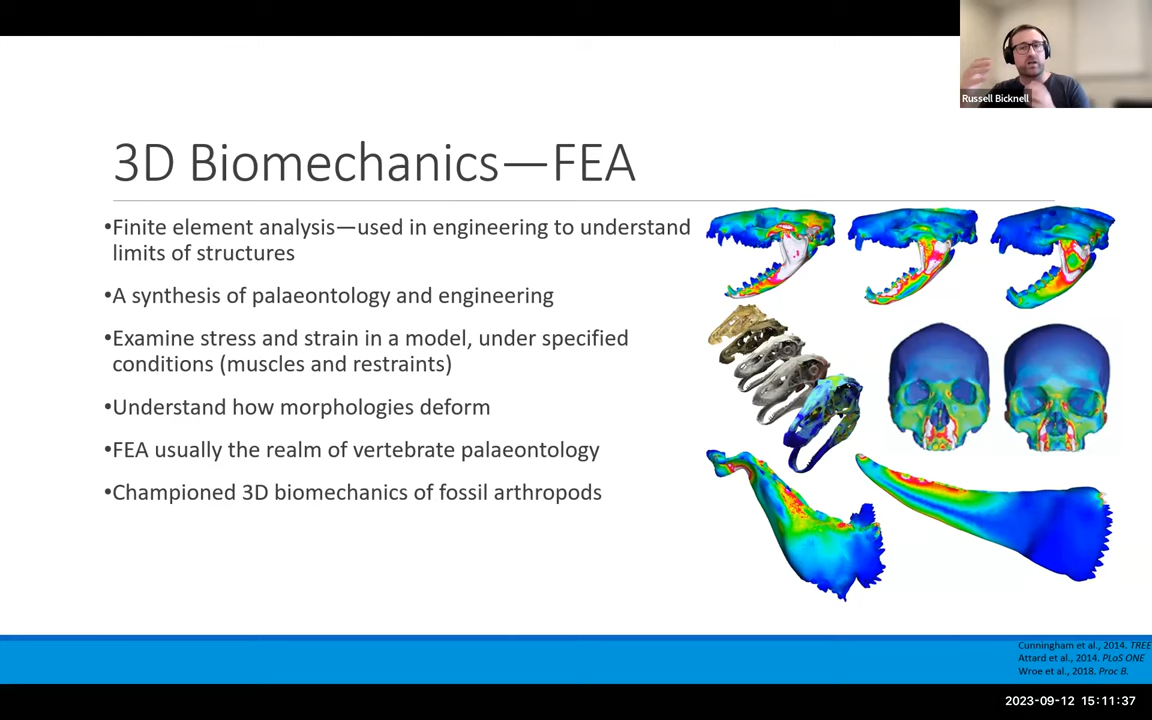 Russell Bicknell
3D Biomechanics—FEA
•Finite element analysis—used in engineering to understand
limits of structures
•A synthesis of palaeontology and engineering
•Examine stress and strain in a model, under specified
conditions (muscles and restraints)
•Understand how morphologies deform
•FEA usually the realm of vertebrate palaeontology
•Championed 3D biomechanics of fossil arthropods
Cunningham et al., 2014. TREE
Attard et al., 2014. PLoS ONE
Wroe et al., 2018. Proc B.
2023-09-12 15:11:37